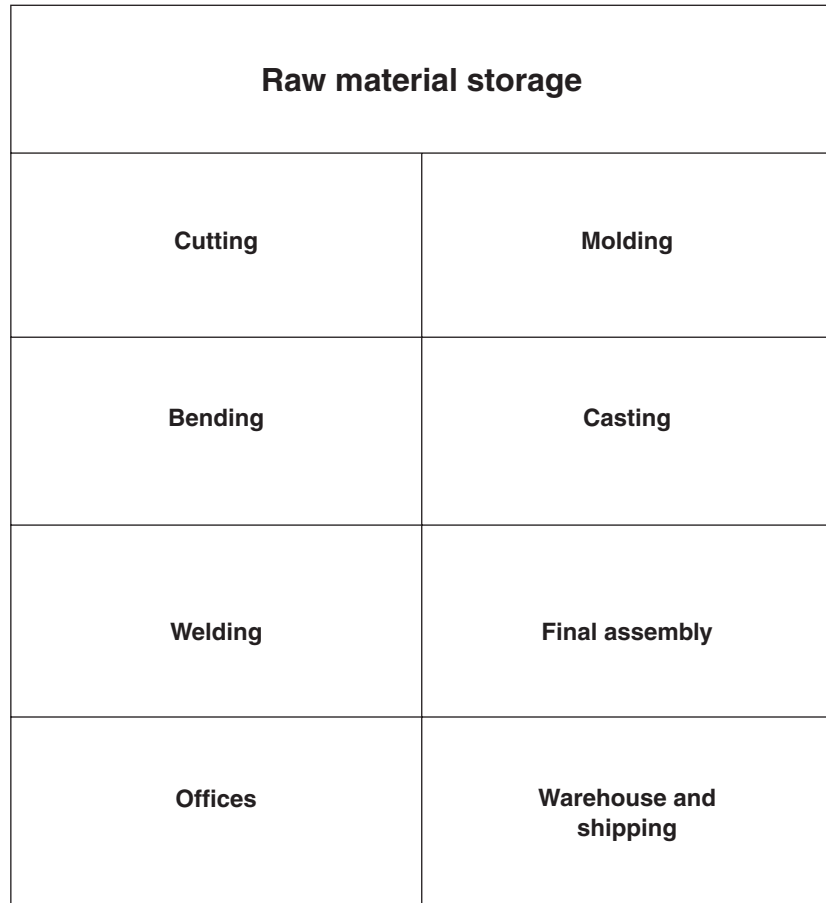 Raw material storage
Cutting
Molding
Bending
Casting
Welding
Final assembly
Offices
Warehouse and
shipping